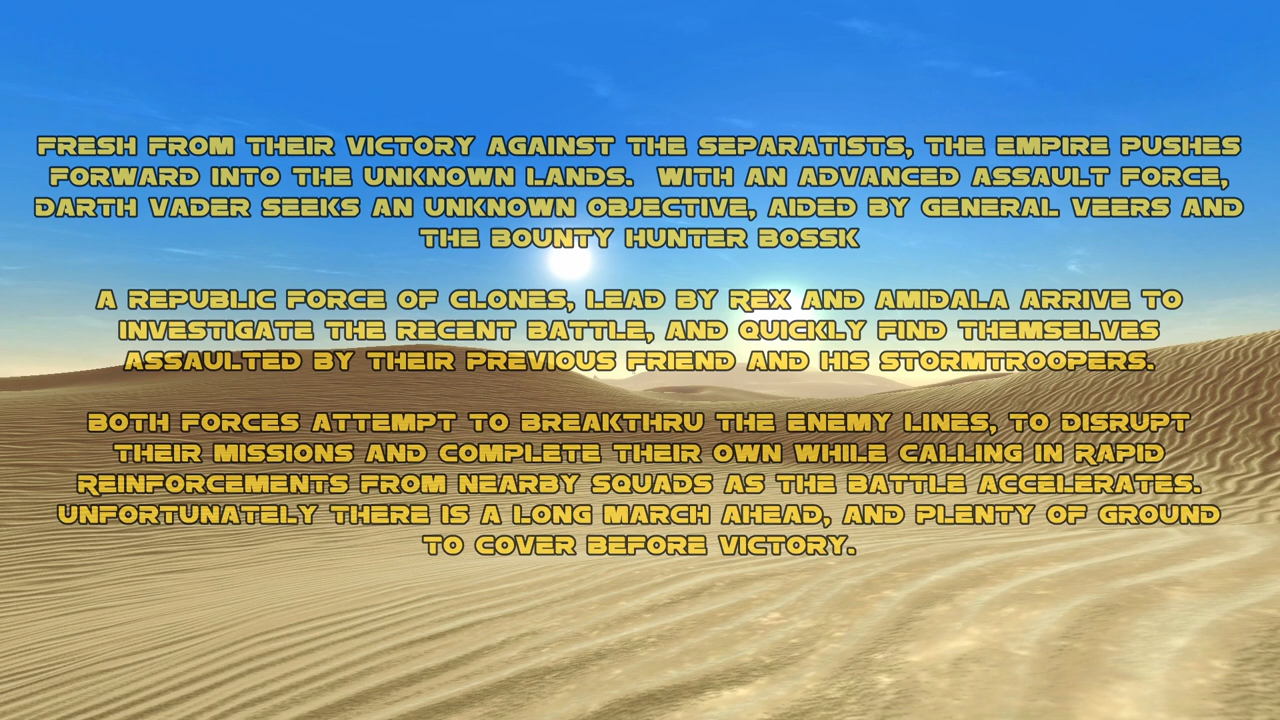 FRESH FROM THEIR VICTORY AGAINST THE SEPARATISTS, THE EMPIRE PUSHES
FORWARD INTO THE UNKNOWN LANDS.  WITH AN ADVANCED ASSAULT FORCE,
DARTH VADER SEEKS AN UNKNOWN OBJECTIVE, AIDED BY GENERAL VEERS AND
THE BOUNTY HUNTER BOSSK
A REPUBLIC FORCE OF CLONES, LEAD BY REX AND AMIDALA ARRIVE TO
INVESTIGATE THE RECENT BATTLE, AND QUICKLY FIND THEMSELVES
ASSAULTED BY THEIR PREVIOUS FRIEND AND HIS STORMTROOPERS.
BOTH FORCES ATTEMPT TO BREAKTHRU THE ENEMY LINES, TO DISRUPT
THEIR MISSIONS AND COMPLETE THEIR OWN WHILE CALLING IN RAPID
REINFORCEMENTS FROM NEARBY SQUADS AS THE BATTLE ACCELERATES.
UNFORTUNATELY THERE IS A LONG MARCH AHEAD, AND PLENTY OF GROUND
TO COVER BEFORE VICTORY.